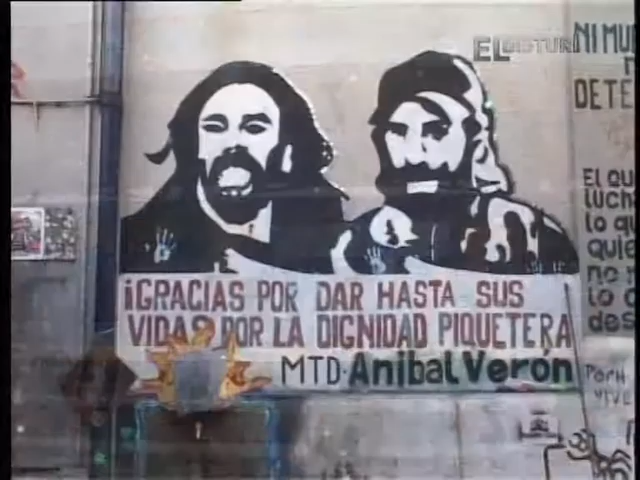 ¡GRACIAS POR DAR HASTA SUS
VIDAS POR LA DIGNIDAD PIQUETERA
MTD·Anibal Verón
NI MU
DETE
El qu
luch
lo q
quie
no
lo
des